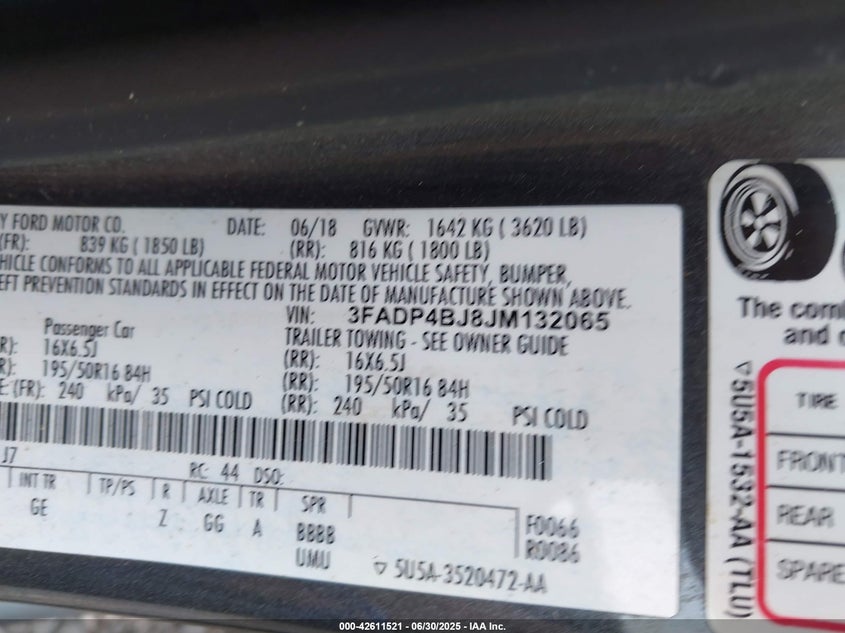 Y FORD MOTOR CO. DATE: 06/18 GVWR: 1642 KG ( 3620 LB)
(FR): 839 KG ( 1850 LB) (RR): 816 KG ( 1800 LB)
HICLE CONFORMS TO ALL APPLICABLE FEDERAL MOTOR VEHICLE SAFETY, BUMPER,
EFT PREVENTION STANDARDS IN EFFECT ON THE DATE OF MANUFACTURE SHOWN ABOVE.
VIN: 3FADP4BJ8JM132065
Passenger Car TRAILER TOWING - SEE OWNER GUIDE
R): 16X6.5J (RR): 16X6.5J
R): 195/50R16 84H (RR): 195/50R16 84H
E:(FR): 240 kPa/ 35 PSI COLD (RR): 240 kPa/ 35 PSI COLD
J7 RC: 44 DSO:
INT TR TP/PS R AXLE TR SPR
GE Z GG A BBBB F0066
UMU R0086
▽ 5U5A-3520472-AA
The com
and
▽5U5A-1532-AA (TLU)
TIRE
FRONT
REAR
SPARE
000-42611521 - 06/30/2025 - IAA Inc.